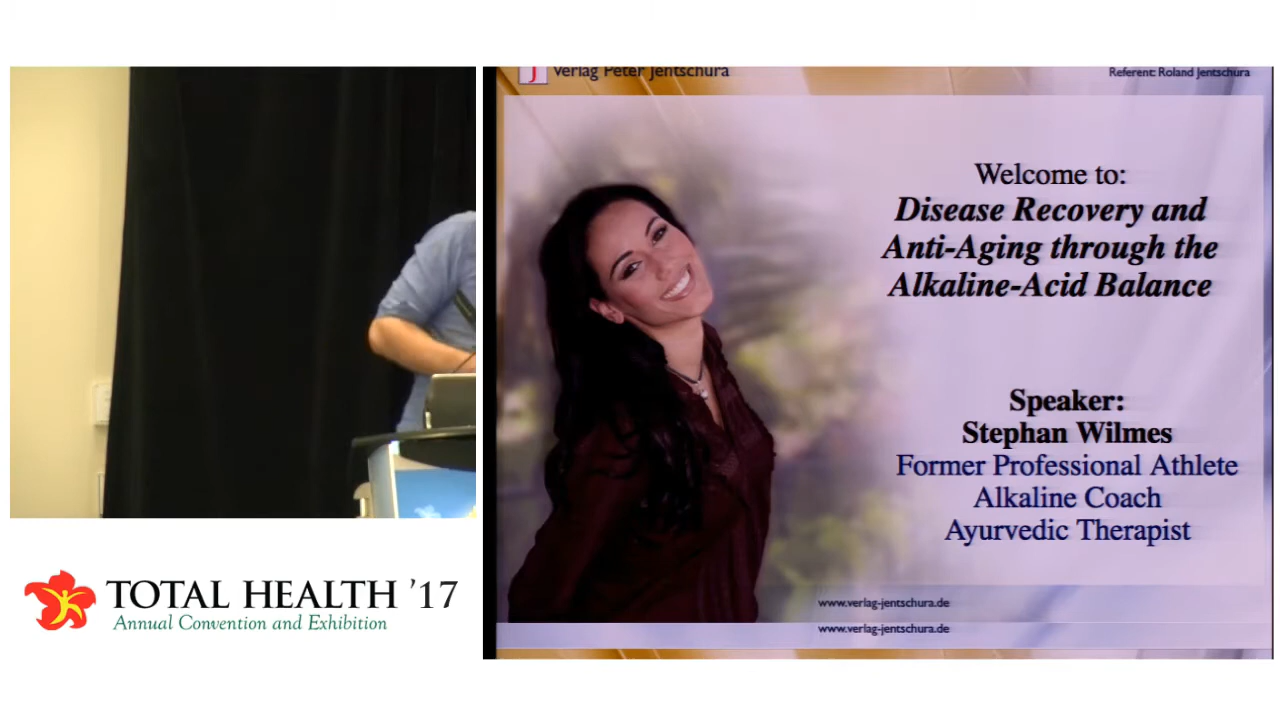 J Verlag Peter Jentschura
Referent: Roland Jentschura
Welcome to:
Disease Recovery and
Anti-Aging through the
Alkaline-Acid Balance
Speaker:
Stephan Wilmes
Former Professional Athlete
Alkaline Coach
Ayurvedic Therapist
www.verlag-jentschura.de
www.verlag-jentschura.de
TOTAL HEALTH '17
Annual Convention and Exhibition